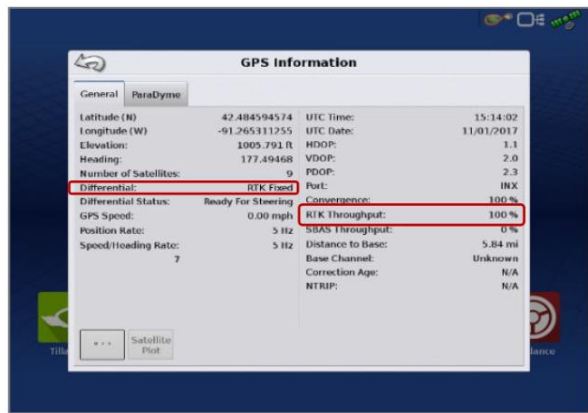 GPS Information
General ParaDyme
Latitude (N) 42.484594574
Longitude (W) -91.265311255
Elevation: 1005.791 ft
Heading: 177.49468
Number of Satellites: 9
Differential: RTK Fixed
Differential Status: Ready For Steering
GPS Speed: 0.00 mph
Position Rate: 5 Hz
Speed/Heading Rate: 5 Hz
?
UTC Time: 15:14:02
UTC Date: 11/01/2017
HDOP: 1.1
VDOP: 2.0
PDOP: 2.3
Port: INX
Convergence: 100 %
RTK Throughput: 100 %
SBAS Throughput: 0 %
Distance to Base: 5.84 mi
Base Channel: Unknown
Correction Age: N/A
NTRIP: N/A
... Satellite
Plot